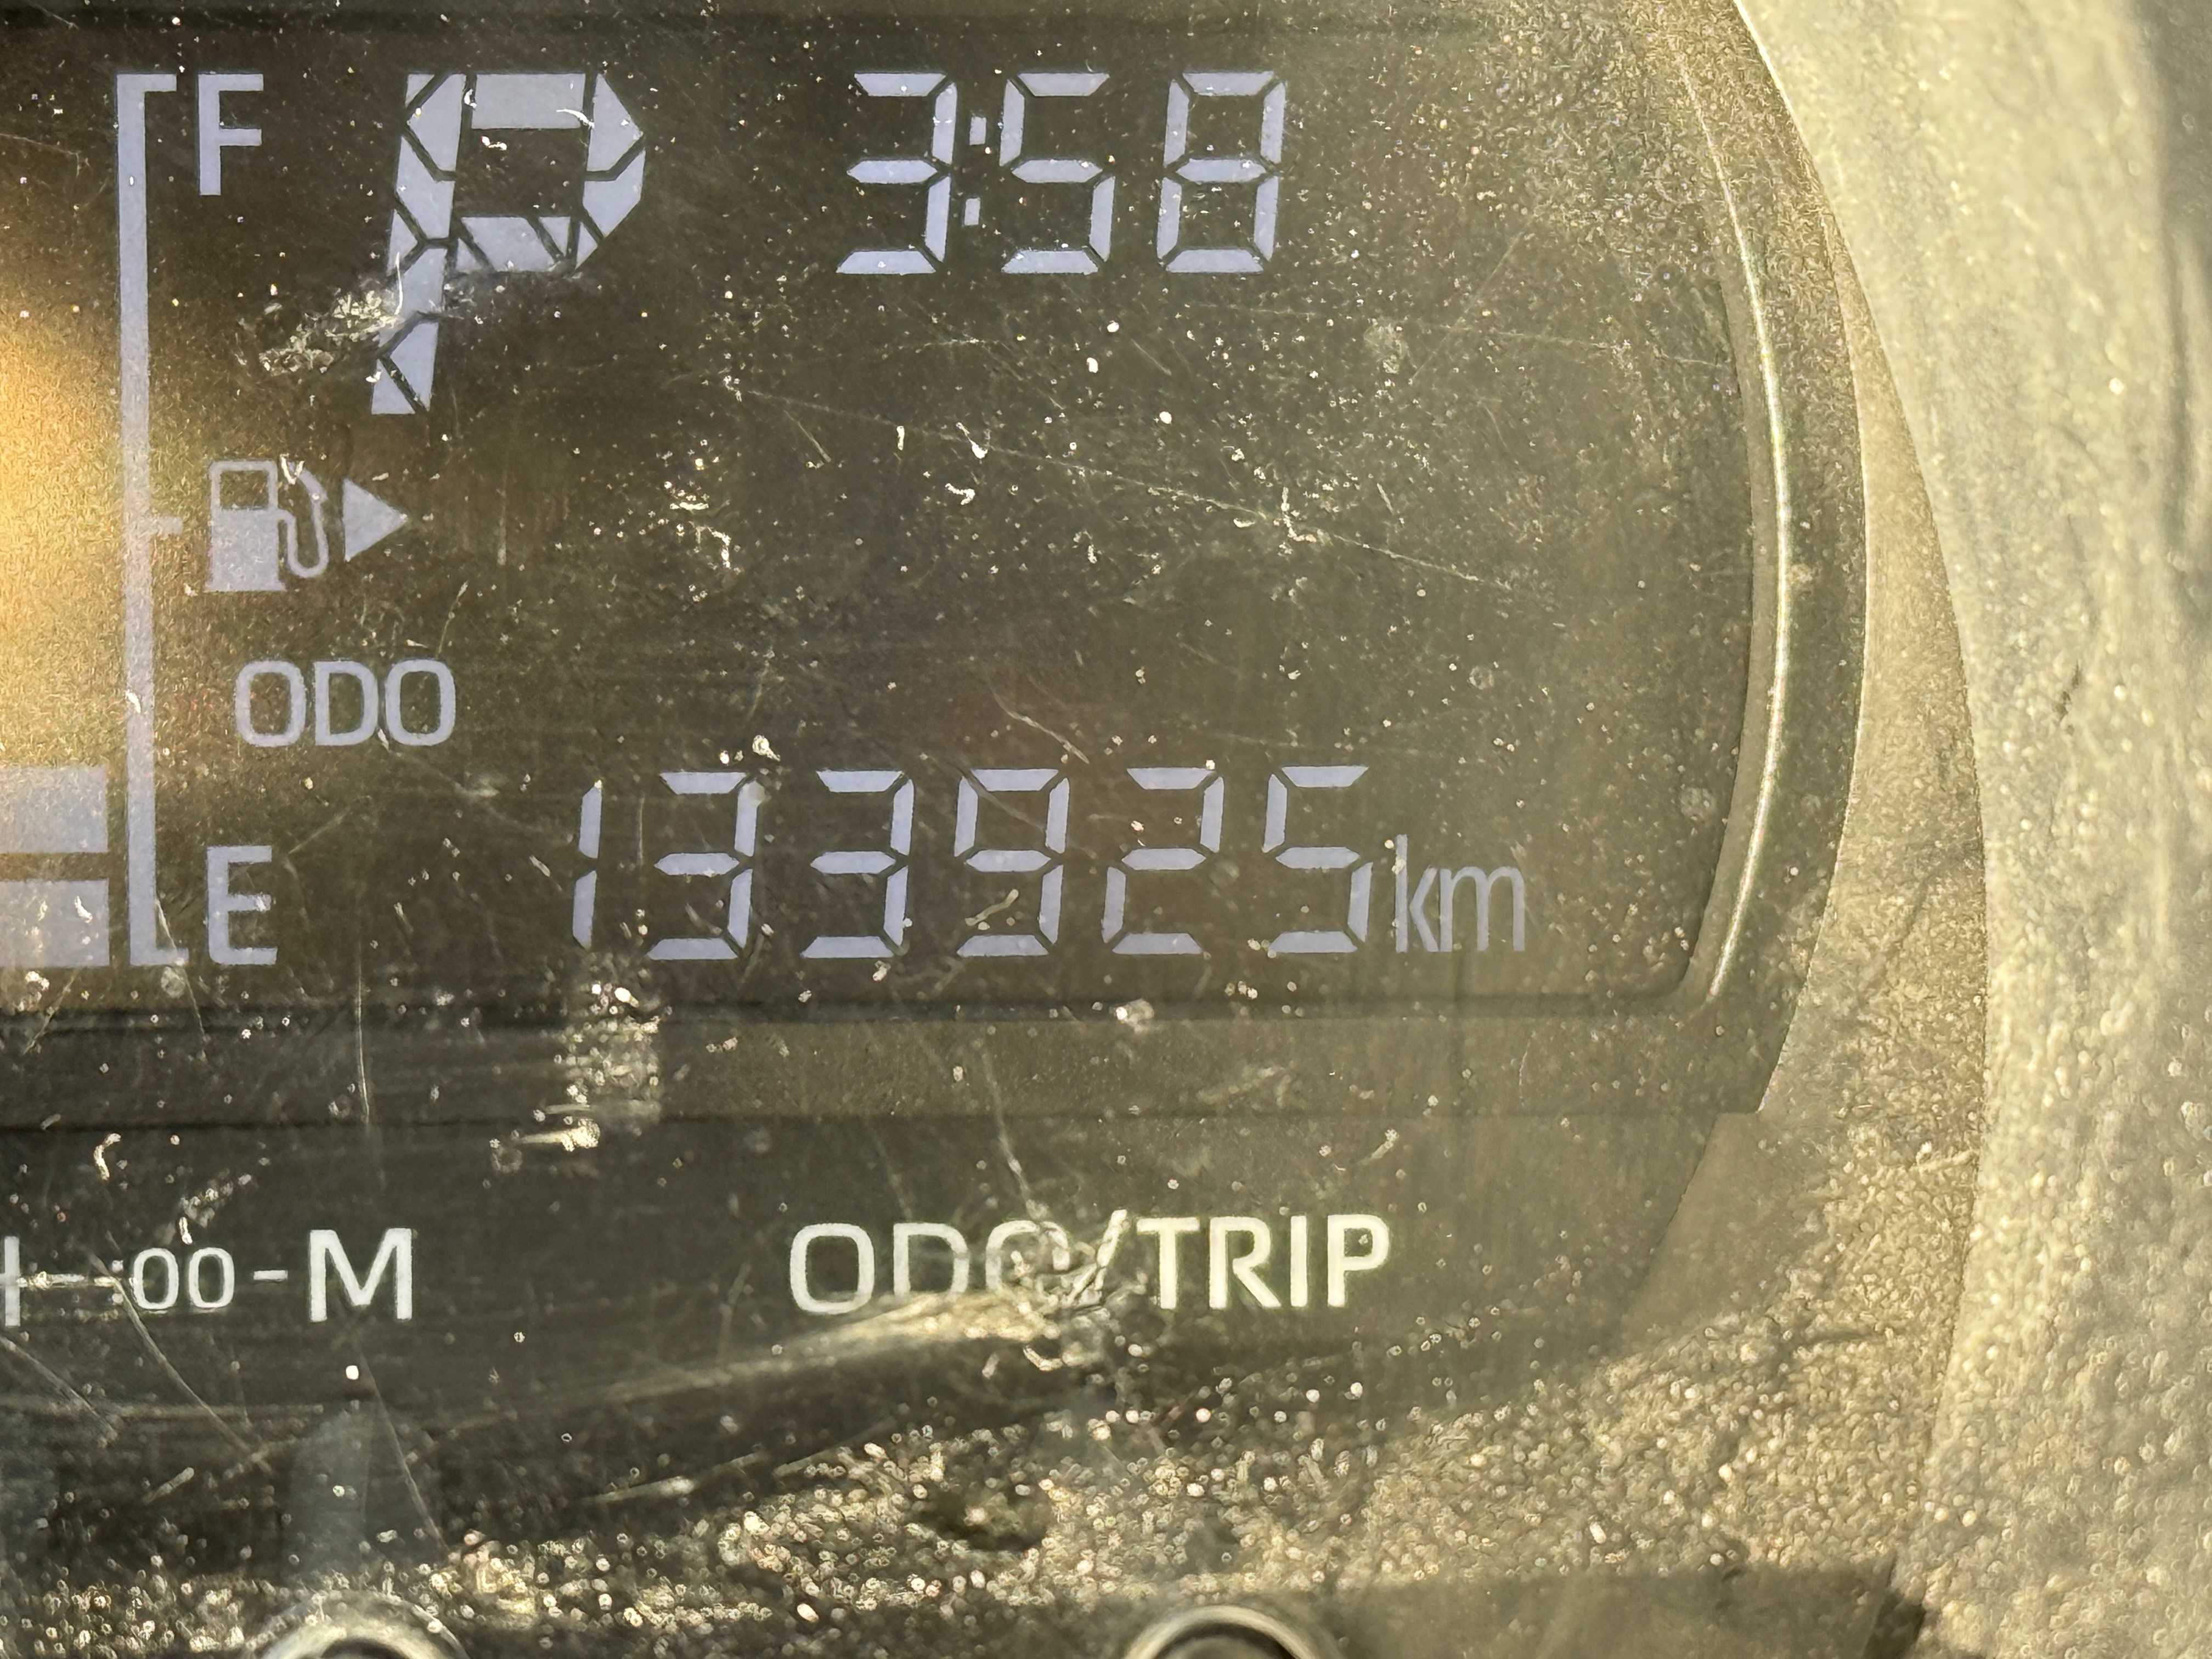 F P 3:58
ODO
E 133925km
-:00-M ODO/TRIP